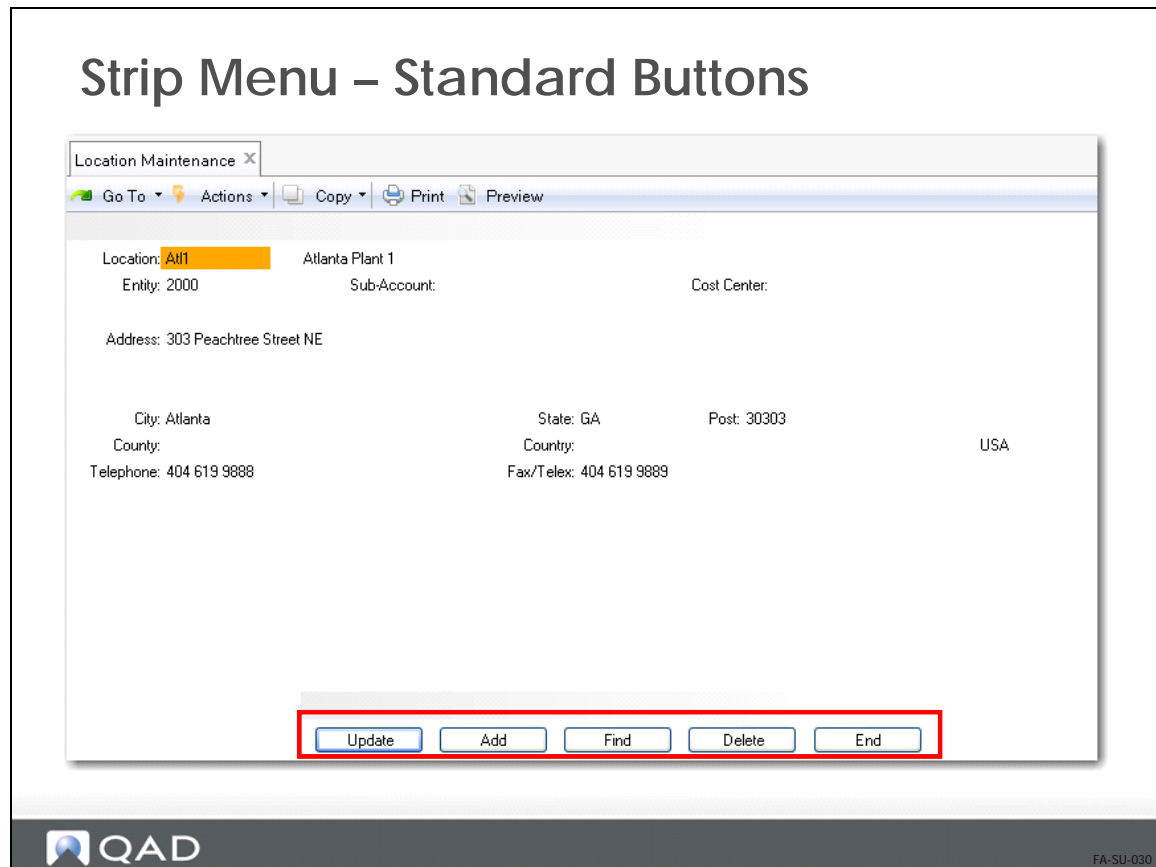 Strip Menu – Standard Buttons
Location Maintenance X
Go To Actions Copy Print Preview
Location: Atl1 Atlanta Plant 1
Entity: 2000 Sub-Account: Cost Center:
Address: 303 Peachtree Street NE
City: Atlanta State: GA Post: 30303
County: Country: USA
Telephone: 404 619 9888 Fax/Telex: 404 619 9889
Update Add Find Delete End
QAD
FA-SU-030